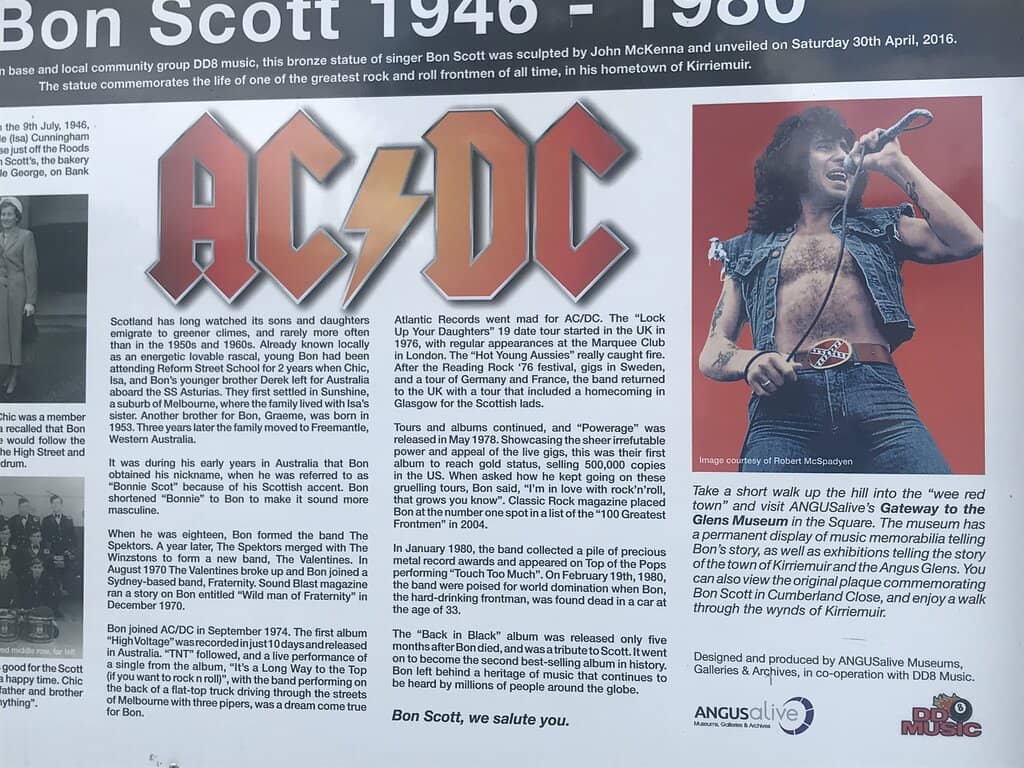 Bon Scott 1946 - 1980
n base and local community group DD8 music, this bronze statue of singer Bon Scott was sculpted by John McKenna and unveiled on Saturday 30th April, 2016.
The statue commemorates the life of one of the greatest rock and roll frontmen of all time, in his hometown of Kirriemuir.
n the 9th July, 1946,
le (Isa) Cunningham
se just off the Roods
n Scott's, the bakery
le George, on Bank
Chic was a member
a recalled that Bon
e would follow the
he High Street and
drum.
ed middle row, far left
good for the Scott
a happy time. Chic
father and brother
nything".
AC/DC
Scotland has long watched its sons and daughters
emigrate to greener climes, and rarely more often
than in the 1950s and 1960s. Already known locally
as an energetic lovable rascal, young Bon had been
attending Reform Street School for 2 years when Chic,
Isa, and Bon's younger brother Derek left for Australia
aboard the SS Asturias. They first settled in Sunshine,
a suburb of Melbourne, where the family lived with Isa's
sister. Another brother for Bon, Graeme, was born in
1953. Three years later the family moved to Freemantle,
Western Australia.
It was during his early years in Australia that Bon
obtained his nickname, when he was referred to as
"Bonnie Scot" because of his Scottish accent. Bon
shortened "Bonnie" to Bon to make it sound more
masculine.
When he was eighteen, Bon formed the band The
Spektors. A year later, The Spektors merged with The
Winzstons to form a new band, The Valentines. In
August 1970 The Valentines broke up and Bon joined a
Sydney-based band, Fraternity. Sound Blast magazine
ran a story on Bon entitled "Wild man of Fraternity" in
December 1970.
Bon joined AC/DC in September 1974. The first album
"High Voltage" was recorded in just 10 days and released
in Australia. "TNT" followed, and a live performance of
a single from the album, "It's a Long Way to the Top
(if you want to rock n roll)", with the band performing on
the back of a flat-top truck driving through the streets
of Melbourne with three pipers, was a dream come true
for Bon.
Atlantic Records went mad for AC/DC. The "Lock
Up Your Daughters" 19 date tour started in the UK in
1976, with regular appearances at the Marquee Club
in London. The "Hot Young Aussies" really caught fire.
After the Reading Rock '76 festival, gigs in Sweden,
and a tour of Germany and France, the band returned
to the UK with a tour that included a homecoming in
Glasgow for the Scottish lads.
Tours and albums continued, and "Powerage" was
released in May 1978. Showcasing the sheer irrefutable
power and appeal of the live gigs, this was their first
album to reach gold status, selling 500,000 copies
in the US. When asked how he kept going on these
gruelling tours, Bon said, "I'm in love with rock'n'roll,
that grows you know". Classic Rock magazine placed
Bon at the number one spot in a list of the "100 Greatest
Frontmen" in 2004.
In January 1980, the band collected a pile of precious
metal record awards and appeared on Top of the Pops
performing "Touch Too Much". On February 19th, 1980,
the band were poised for world domination when Bon,
the hard-drinking frontman, was found dead in a car at
the age of 33.
The "Back in Black" album was released only five
months after Bon died, and was a tribute to Scott. It went
on to become the second best-selling album in history.
Bon left behind a heritage of music that continues to
be heard by millions of people around the globe.
Bon Scott, we salute you.
Image courtesy of Robert McSpadyen
Take a short walk up the hill into the "wee red
town" and visit ANGUSalive's Gateway to the
Glens Museum in the Square. The museum has
a permanent display of music memorabilia telling
Bon's story, as well as exhibitions telling the story
of the town of Kirriemuir and the Angus Glens. You
can also view the original plaque commemorating
Bon Scott in Cumberland Close, and enjoy a walk
through the wynds of Kirriemuir.
Designed and produced by ANGUSalive Museums,
Galleries & Archives, in co-operation with DD8 Music.
ANGUSalive
Museums, Galleries & Archives
DD8
MUSIC